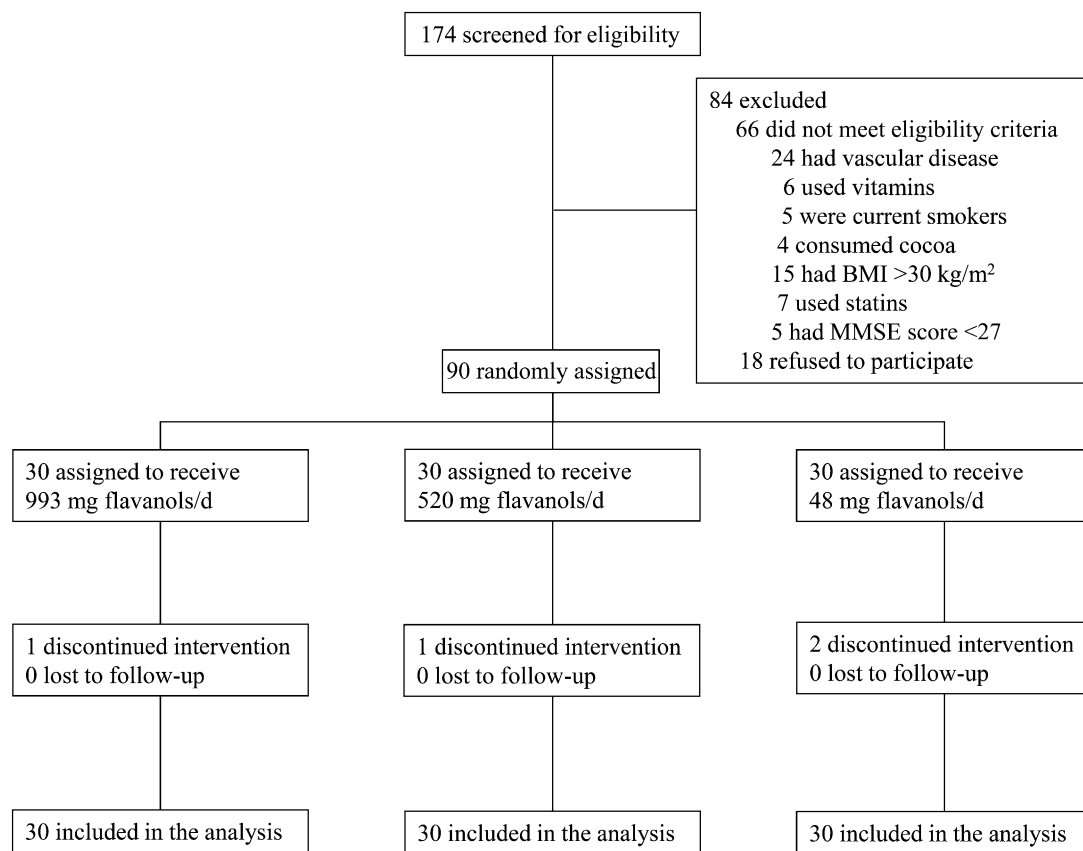 174 screened for eligibility
84 excluded
66 did not meet eligibility criteria
24 had vascular disease
6 used vitamins
5 were current smokers
4 consumed cocoa
15 had BMI >30 kg/m²
7 used statins
5 had MMSE score <27
18 refused to participate
90 randomly assigned
30 assigned to receive
993 mg flavanols/d
30 assigned to receive
520 mg flavanols/d
30 assigned to receive
48 mg flavanols/d
1 discontinued intervention
0 lost to follow-up
1 discontinued intervention
0 lost to follow-up
2 discontinued intervention
0 lost to follow-up
30 included in the analysis
30 included in the analysis
30 included in the analysis